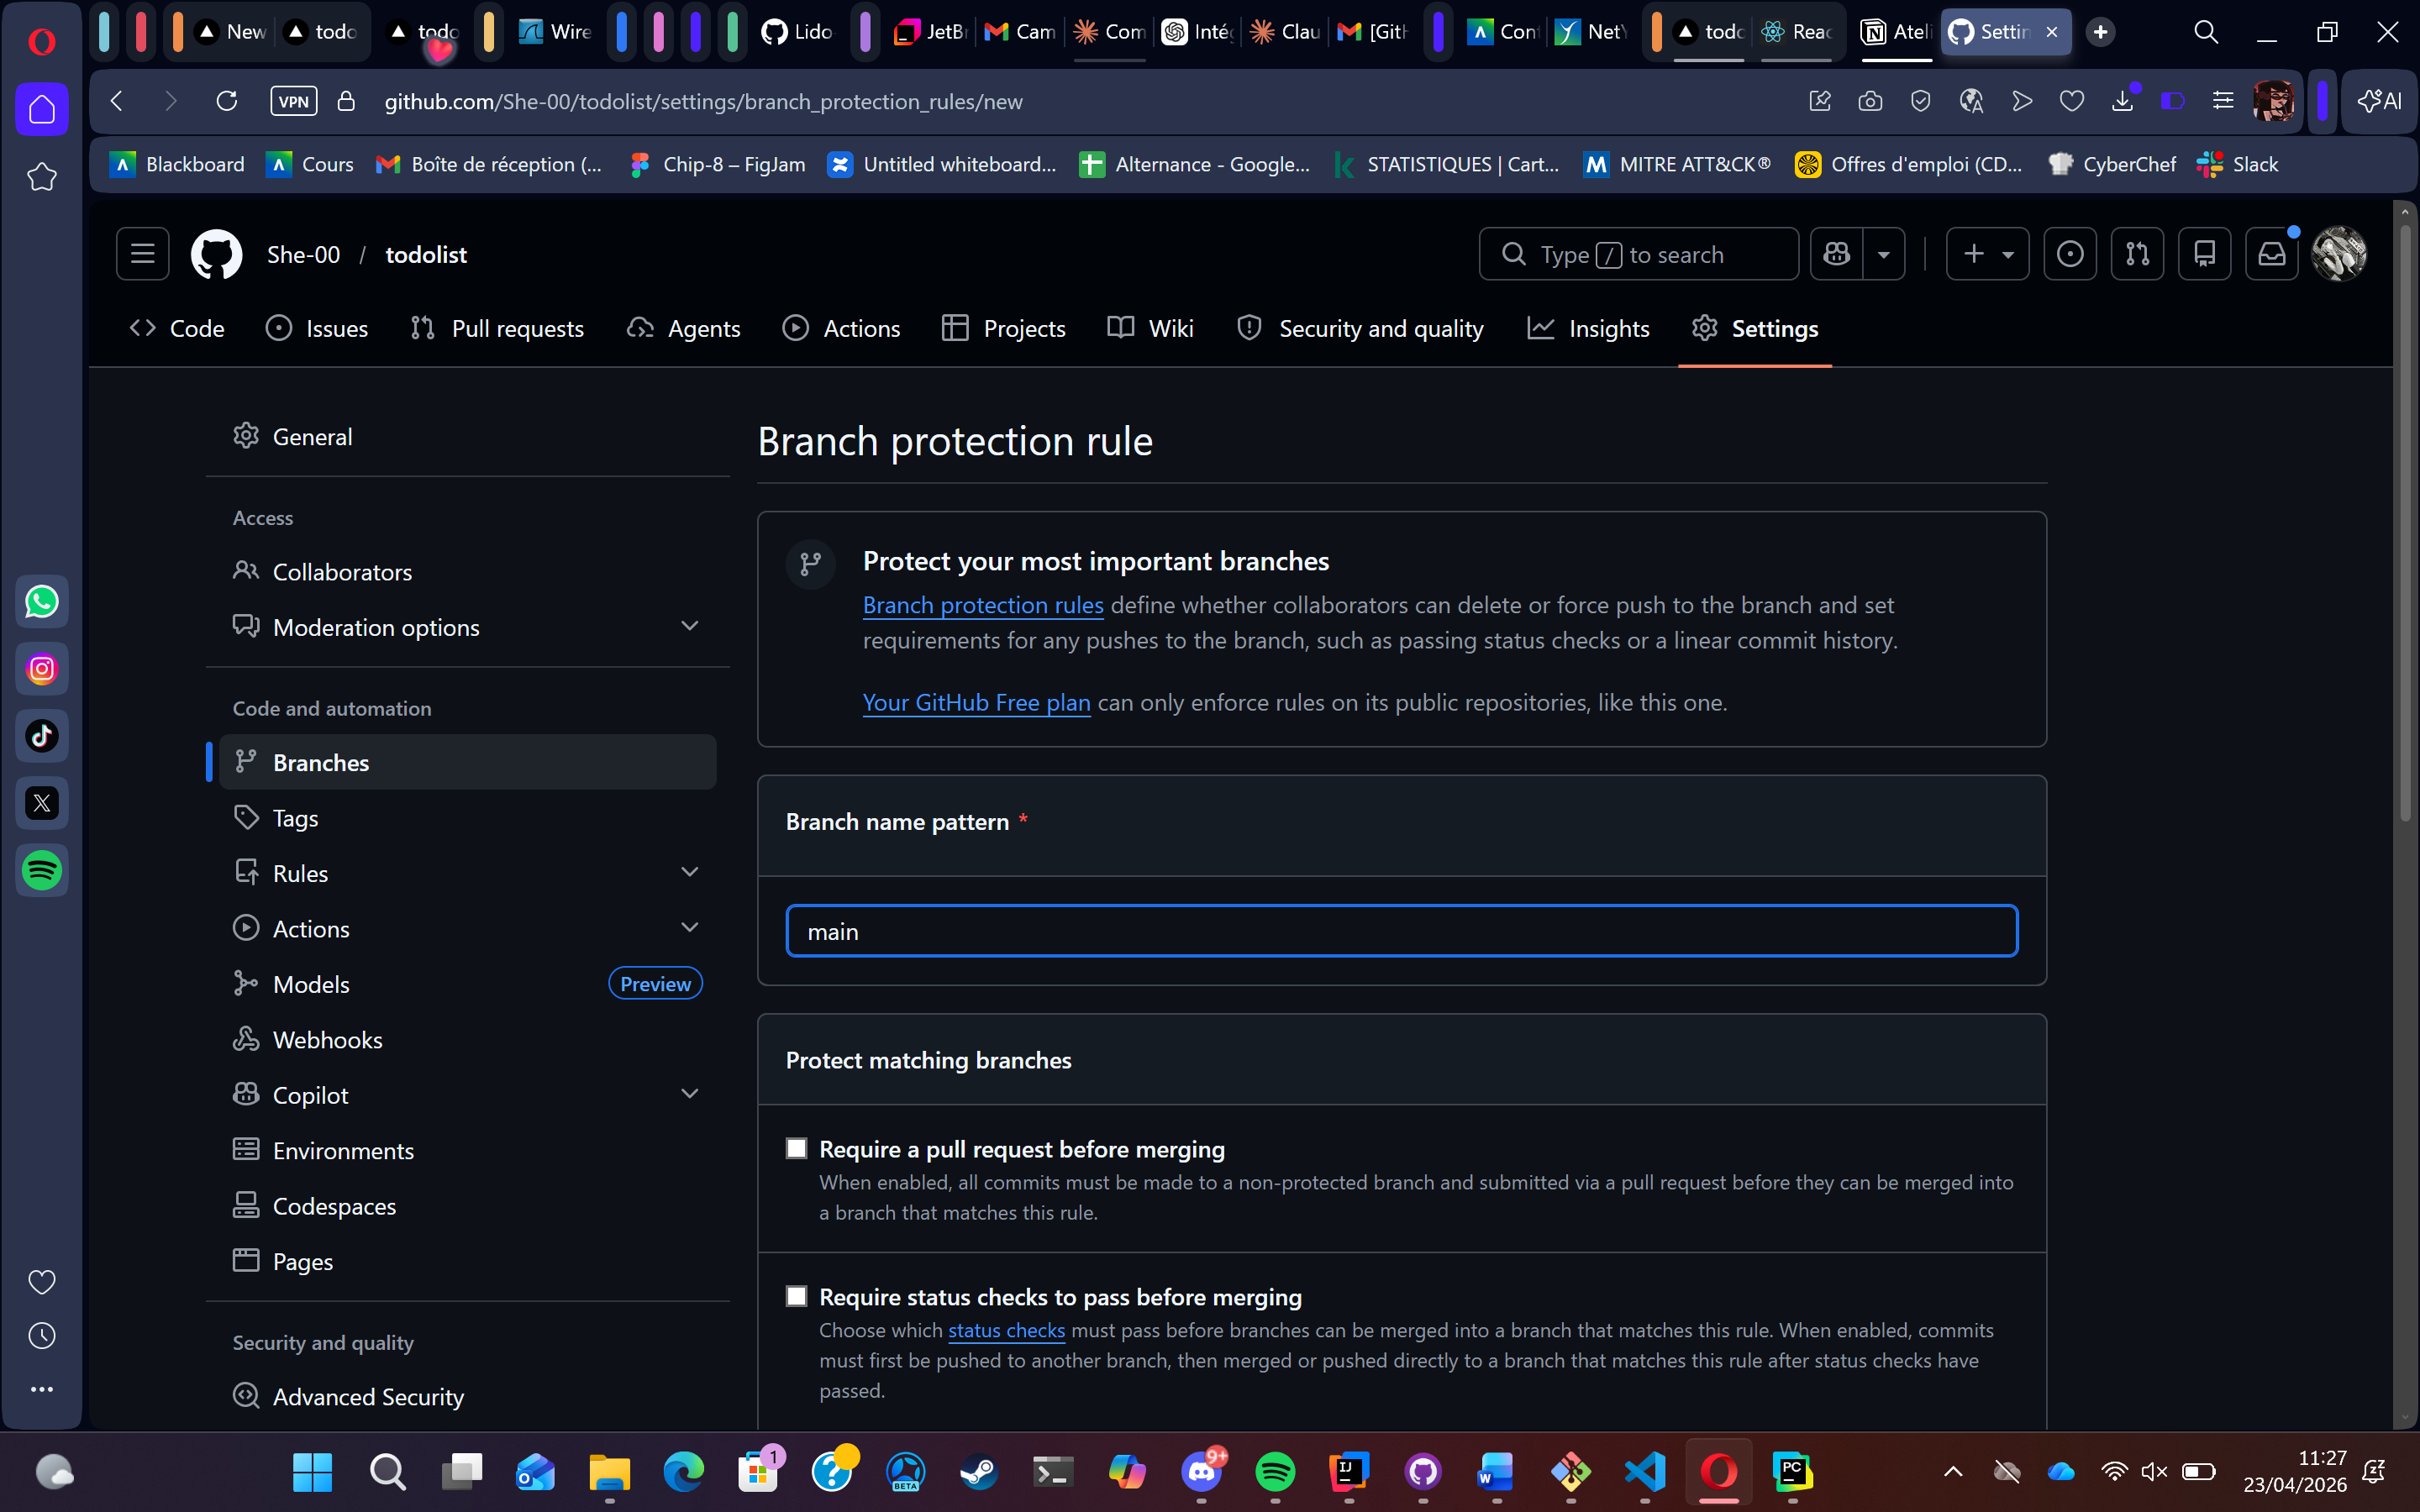 New
todo
todo
Wire
Lido
JetB
Cam
Com
Inté
Clau
[GitH
Con
Net
todo
Reac
Ateli
Settin
VPN
github.com/She-00/todolist/settings/branch_protection_rules/new
AI
Blackboard
Cours
Boîte de réception (...
Chip-8 – FigJam
Untitled whiteboard...
Alternance - Google...
STATISTIQUES | Cart...
MITRE ATT&CK®
Offres d'emploi (CD...
CyberChef
Slack
She-00 / todolist
Type / to search
Code
Issues
Pull requests
Agents
Actions
Projects
Wiki
Security and quality
Insights
Settings
General
Access
Collaborators
Moderation options
Code and automation
Branches
Tags
Rules
Actions
Models
Preview
Webhooks
Copilot
Environments
Codespaces
Pages
Security and quality
Advanced Security
Branch protection rule
Protect your most important branches
Branch protection rules define whether collaborators can delete or force push to the branch and set
requirements for any pushes to the branch, such as passing status checks or a linear commit history.
Your GitHub Free plan can only enforce rules on its public repositories, like this one.
Branch name pattern *
main
Protect matching branches
Require a pull request before merging
When enabled, all commits must be made to a non-protected branch and submitted via a pull request before they can be merged into
a branch that matches this rule.
Require status checks to pass before merging
Choose which status checks must pass before branches can be merged into a branch that matches this rule. When enabled, commits
must first be pushed to another branch, then merged or pushed directly to a branch that matches this rule after status checks have
passed.
1
BETA
9+
IJ
PC
11:27
23/04/2026